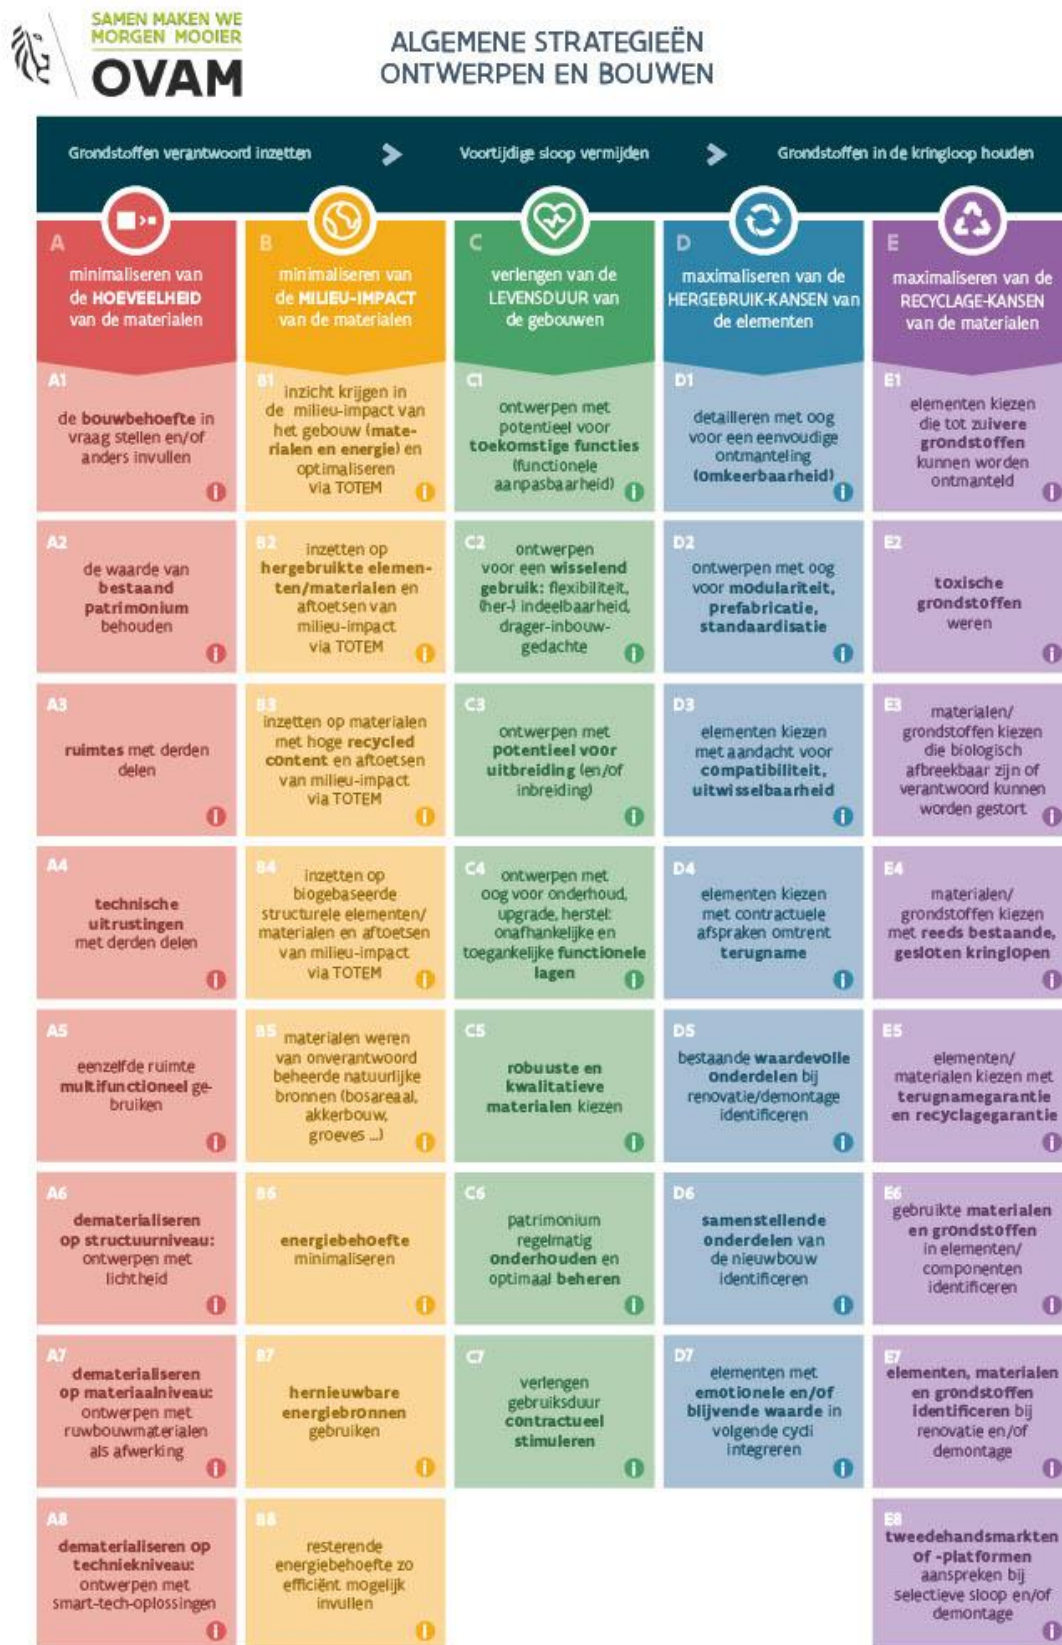 SAMEN MAKEN WE
MORGEN MOOIER
OVAM
ALGEMENE STRATEGIEËN
ONTWERPEN EN BOUWEN
Grondstoffen verantwoord inzetten
>
Voortijdige sloop vermijden
>
Grondstoffen in de kringloop houden
A
minimaliseren van
de HOEVEELHEID
van de materialen
B
minimaliseren van
de MILIEU-IMPACT
van de materialen
C
verlengen van de
LEVENSDUUR van
de gebouwen
D
maximaliseren van de
HERGEBRUIK-KANSEN van
de elementen
E
maximaliseren van de
RECYCLAGE-KANSEN
van de materialen
A1
de bouwbehoefte in
vraag stellen en/of
anders invullen
i
B1
inzicht krijgen in
de milieu-impact van
het gebouw (mate-
rialen en energie) en
optimaliseren
via TOTEM
i
C1
ontwerpen met
potentieel voor
toekomstige functies
(functionele
aanpasbaarheid)
i
D1
detailleren met oog
voor een eenvoudige
ontmanteling
(omkeerbaarheid)
i
E1
elementen kiezen
die tot zuivere
grondstoffen
kunnen worden
ontmanteld
i
A2
de waarde van
bestaand
patrimonium
behouden
i
B2
inzetten op
hergebruikte elemen-
ten/materialen en
aftoetsen van
milieu-impact
via TOTEM
i
C2
ontwerpen
voor een wisselend
gebruik: flexibiliteit,
(her-) indeelbaarheid,
drager-inbouw-
gedachte
i
D2
ontwerpen met oog
voor modulariteit,
prefabricatie,
standaardisatie
i
E2
toxische
grondstoffen
weren
i
A3
ruimtes met derden
delen
i
B3
inzetten op materialen
met hoge recycled
content en aftoetsen
van milieu-impact
via TOTEM
i
C3
ontwerpen met
potentieel voor
uitbreiding (en/of
inbreiding)
i
D3
elementen kiezen
met aandacht voor
compatibiliteit,
uitwisselbaarheid
i
E3
materialen/
grondstoffen kiezen
die biologisch
afbreekbaar zijn of
verantwoord kunnen
worden gestort
i
A4
technische
uitrustingen
met derden delen
i
B4
inzetten op
biogebaseerde
structurele elementen/
materialen en aftoetsen
van milieu-impact
via TOTEM
i
C4
ontwerpen met
oog voor onderhoud,
upgrade, herstel:
onafhankelijke en
toegankelijke functionele
lagen
i
D4
elementen kiezen
met contractuele
afspraken omtrent
terugname
i
E4
materialen/
grondstoffen kiezen
met reeds bestaande,
gesloten kringlopen
i
A5
eenzelfde ruimte
multifunctioneel ge-
bruiken
i
B5
materialen weren
van onverantwoord
beheerde natuurlijke
bronnen (bosareaal,
akkerbouw,
groeves ...)
i
C5
robuuste en
kwalitatieve
materialen kiezen
i
D5
bestaande waardevolle
onderdelen bij
renovatie/demontage
identificeren
i
E5
elementen/
materialen kiezen met
terugnamegarantie
en recyclagegarantie
i
A6
dematerialiseren
op structuurniveau:
ontwerpen met
lichtheid
i
B6
energiebehoefte
minimaliseren
i
C6
patrimonium
regelmatig
onderhouden en
optimaal beheren
i
D6
samenstellende
onderdelen van
de nieuwbouw
identificeren
i
E6
gebruikte materialen
en grondstoffen
in elementen/
componenten
identificeren
i
A7
dematerialiseren
op materiaalniveau:
ontwerpen met
ruwbouwmaterialen
als afwerking
i
B7
hernieuwbare
energiebronnen
gebruiken
i
C7
verlengen
gebruiksduur
contractueel
stimuleren
i
D7
elementen met
emotionele en/of
blijvende waarde in
volgende cycli
integreren
i
E7
elementen, materialen
en grondstoffen
identificeren bij
renovatie en/of
demontage
i
A8
dematerialiseren op
techniekniveau:
ontwerpen met
smart-tech-oplossingen
i
B8
resterende
energiebehoefte zo
efficiënt mogelijk
invullen
i
E8
tweedehandsmarkten
of -platformen
aanspreken bij
selectieve sloop en/of
demontage
i